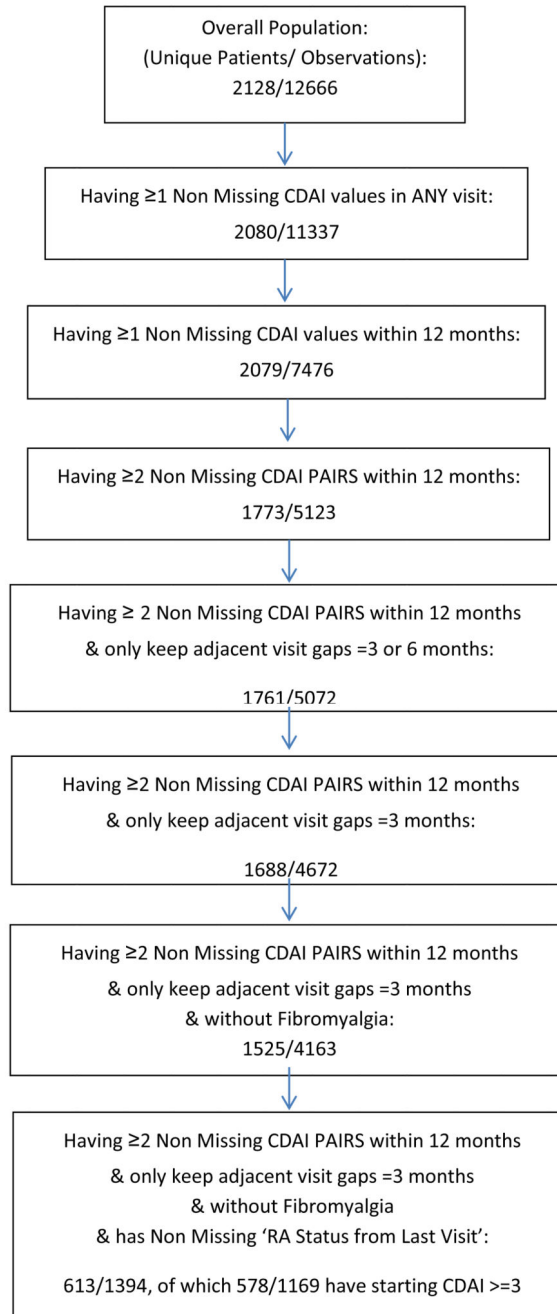 Overall Population:
(Unique Patients/ Observations):
2128/12666
Having ≥1 Non Missing CDAI values in ANY visit:
2080/11337
Having ≥1 Non Missing CDAI values within 12 months:
2079/7476
Having ≥2 Non Missing CDAI PAIRS within 12 months:
1773/5123
Having ≥ 2 Non Missing CDAI PAIRS within 12 months
& only keep adjacent visit gaps =3 or 6 months:
1761/5072
Having ≥2 Non Missing CDAI PAIRS within 12 months
& only keep adjacent visit gaps =3 months:
1688/4672
Having ≥2 Non Missing CDAI PAIRS within 12 months
& only keep adjacent visit gaps =3 months
& without Fibromyalgia:
1525/4163
Having ≥2 Non Missing CDAI PAIRS within 12 months
& only keep adjacent visit gaps =3 months
& without Fibromyalgia
& has Non Missing ‘RA Status from Last Visit’:
613/1394, of which 578/1169 have starting CDAI >=3